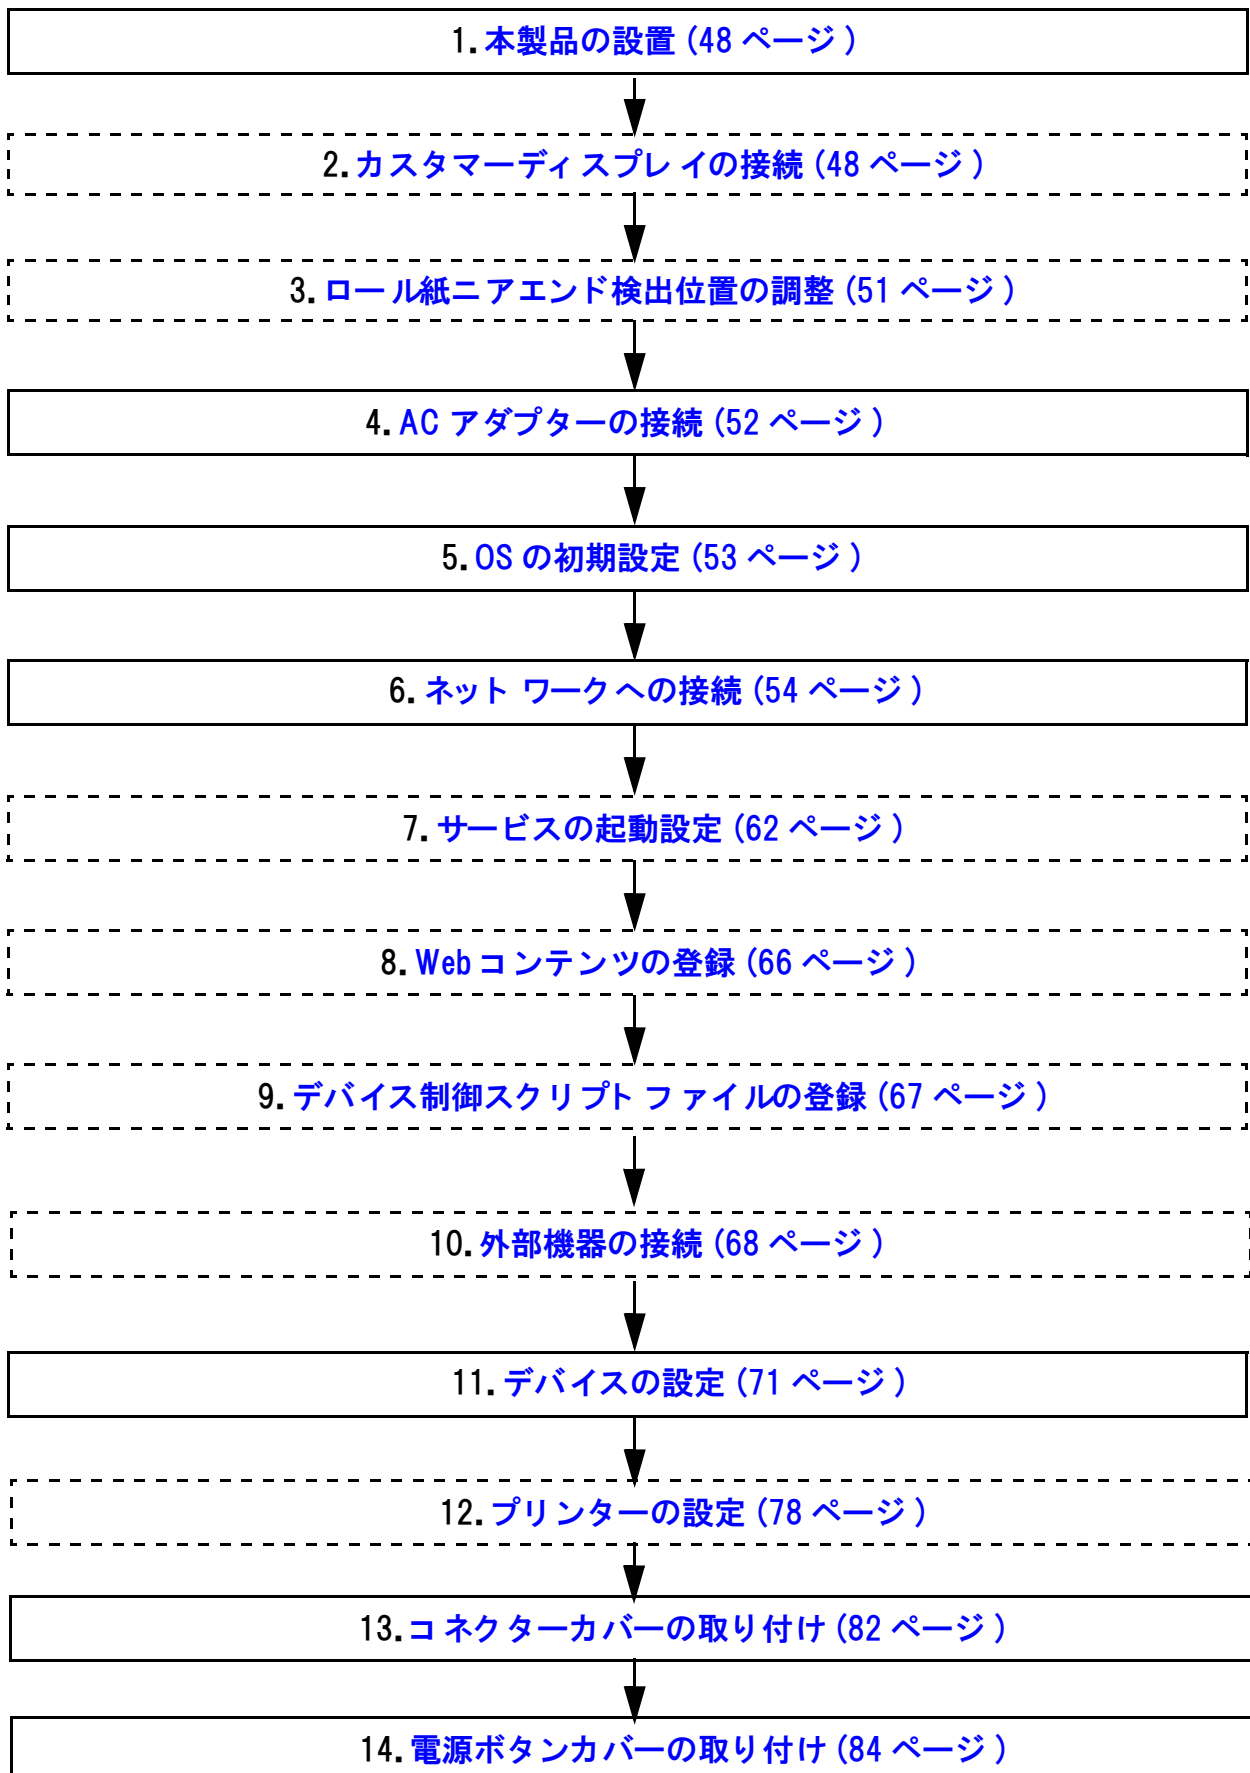 1.本製品の設置 (48 ページ )
2.カスタマーディスプレイの接続 (48 ページ )
3.ロール紙ニアエンド検出位置の調整 (51 ページ )
4.AC アダプターの接続 (52 ページ )
5.OS の初期設定 (53 ページ )
6.ネットワークへの接続 (54 ページ )
7.サービスの起動設定 (62 ページ )
8.Web コンテンツの登録 (66 ページ )
9.デバイス制御スクリプトファイルの登録 (67 ページ )
10.外部機器の接続 (68 ページ )
11.デバイスの設定 (71 ページ )
12.プリンターの設定 (78 ページ )
13.コネクターカバーの取り付け (82 ページ )
14.電源ボタンカバーの取り付け (84 ページ )